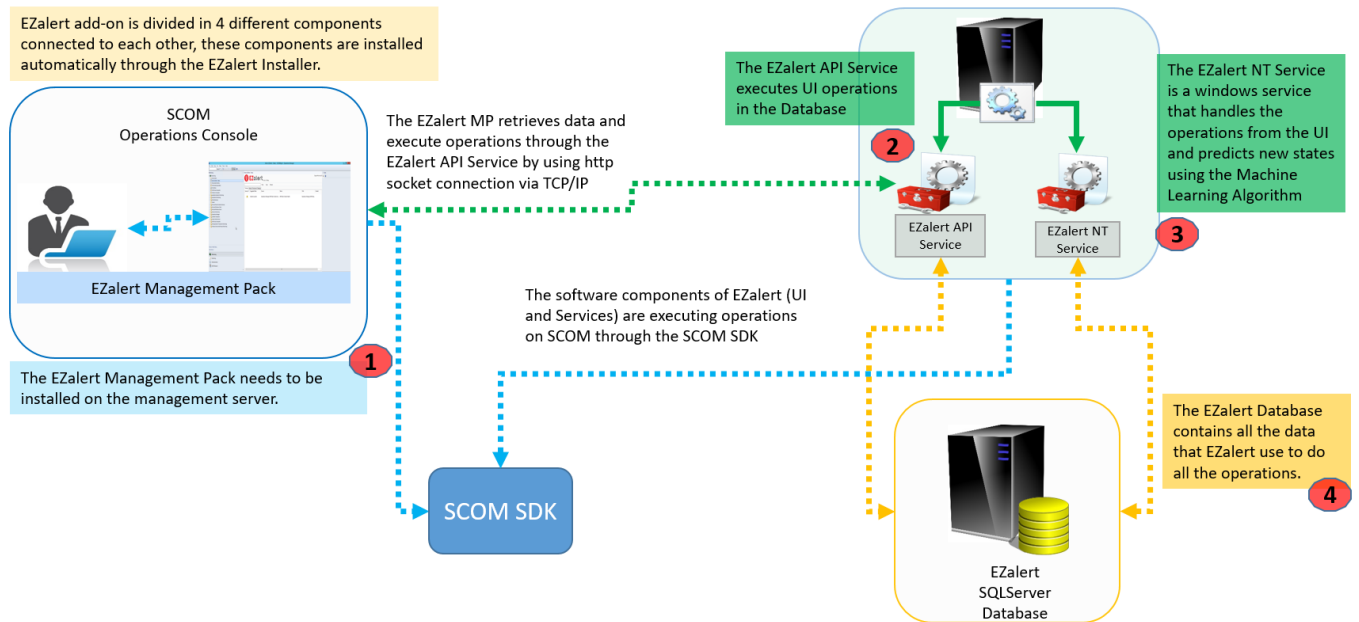 EZalert add-on is divided in 4 different components
connected to each other, these components are installed
automatically through the EZalert Installer.
SCOM
Operations Console
EZalert
EZalert Management Pack
1
The EZalert Management Pack needs to be
installed on the management server.
The EZalert MP retrieves data and
execute operations through the
EZalert API Service by using http
socket connection via TCP/IP
The EZalert API Service
executes UI operations
in the Database
2
EZalert API
Service
EZalert NT
Service
The EZalert NT Service
is a windows service
that handles the
operations from the UI
and predicts new states
using the Machine
Learning Algorithm
3
The software components of EZalert (UI
and Services) are executing operations
on SCOM through the SCOM SDK
SCOM SDK
The EZalert Database
contains all the data
that EZalert use to do
all the operations.
4
EZalert
SQLServer
Database